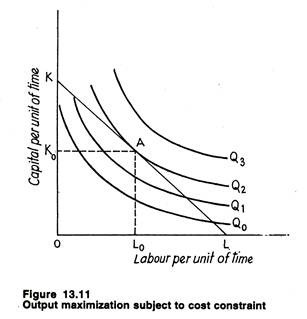 K
Capital per unit of time
K₀
A
Q₃
Q₂
Q₁
Q₀
O
L₀
L
Labour per unit of time
Figure 13.11
Output maximization subject to cost constraint